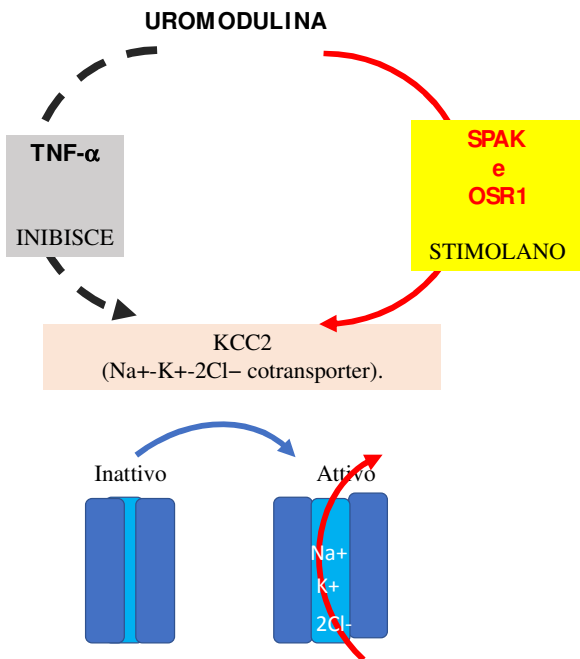 UROMODULINA
TNF-α
INIBISCE
SPAK
e
OSR1
STIMOLANO
KCC2
(Na+-K+-2Cl− cotransporter).
Inattivo
Attivo
Na+
K+
2Cl-